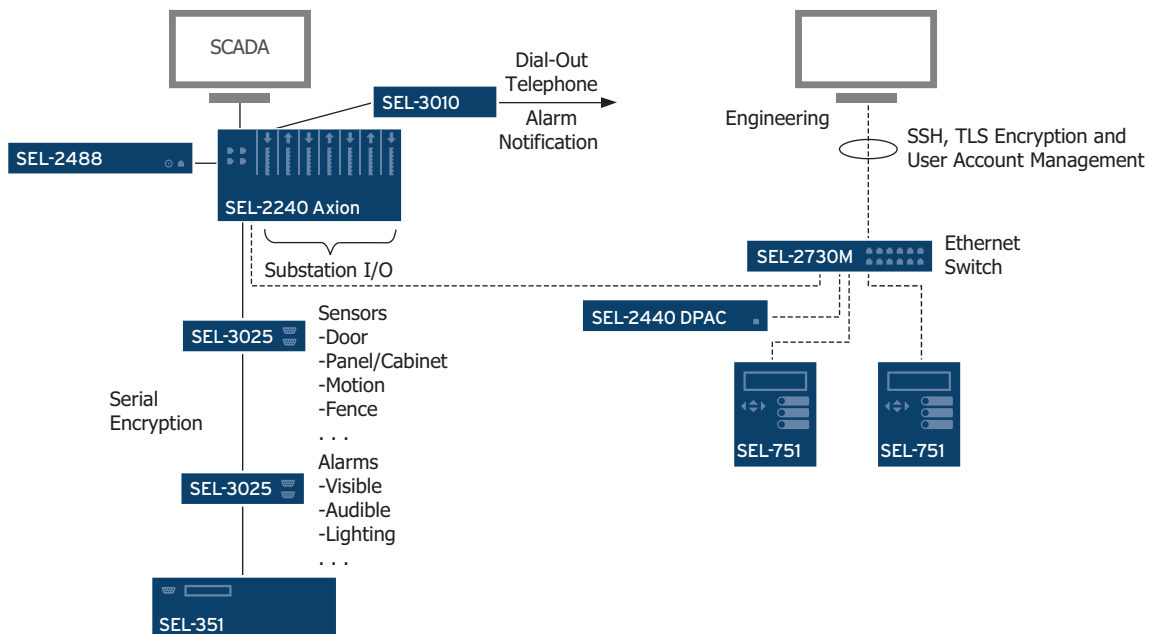 SCADA
Dial-Out
Telephone
SEL-3010
Alarm
Notification
Engineering
SSH, TLS Encryption and
User Account Management
SEL-2488
SEL-2240 Axion
Substation I/O
SEL-2730M
Ethernet
Switch
SEL-2440 DPAC
SEL-3025
Sensors
-Door
-Panel/Cabinet
-Motion
-Fence
. . .
Serial
Encryption
SEL-751
SEL-751
SEL-3025
Alarms
-Visible
-Audible
-Lighting
. . .
SEL-351